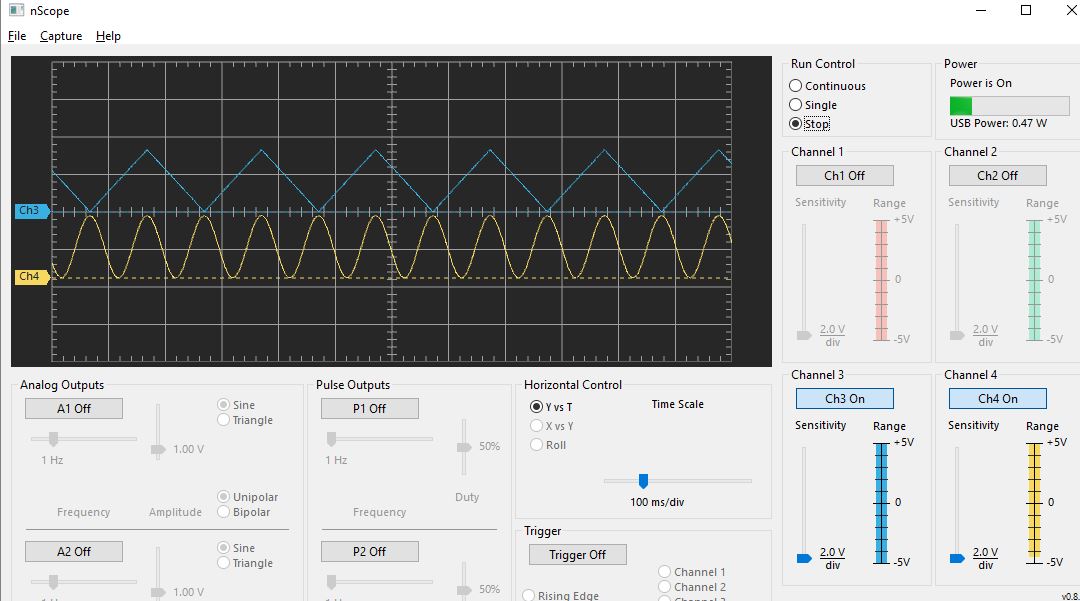 nScope
File Capture Help
Ch3
Ch4
Run Control
Continuous
Single
Stop
Power
Power is On
USB Power: 0.47 W
Channel 1
Ch1 Off
Sensitivity Range
+5V
0
-5V
2.0 V
div
Channel 2
Ch2 Off
Sensitivity Range
+5V
0
-5V
2.0 V
div
Channel 3
Ch3 On
Sensitivity Range
+5V
0
-5V
2.0 V
div
Channel 4
Ch4 On
Sensitivity Range
+5V
0
-5V
2.0 V
div
Analog Outputs
A1 Off
Sine
Triangle
1.00 V
1 Hz
Unipolar
Bipolar
Frequency Amplitude
A2 Off
Sine
Triangle
1.00 V
1 Hz
Pulse Outputs
P1 Off
50%
1 Hz
Duty
Frequency
P2 Off
50%
1 Hz
Horizontal Control
Y vs T
X vs Y
Roll
Time Scale
100 ms/div
Trigger
Trigger Off
Channel 1
Channel 2
Channel 3
Rising Edge
v0.8.